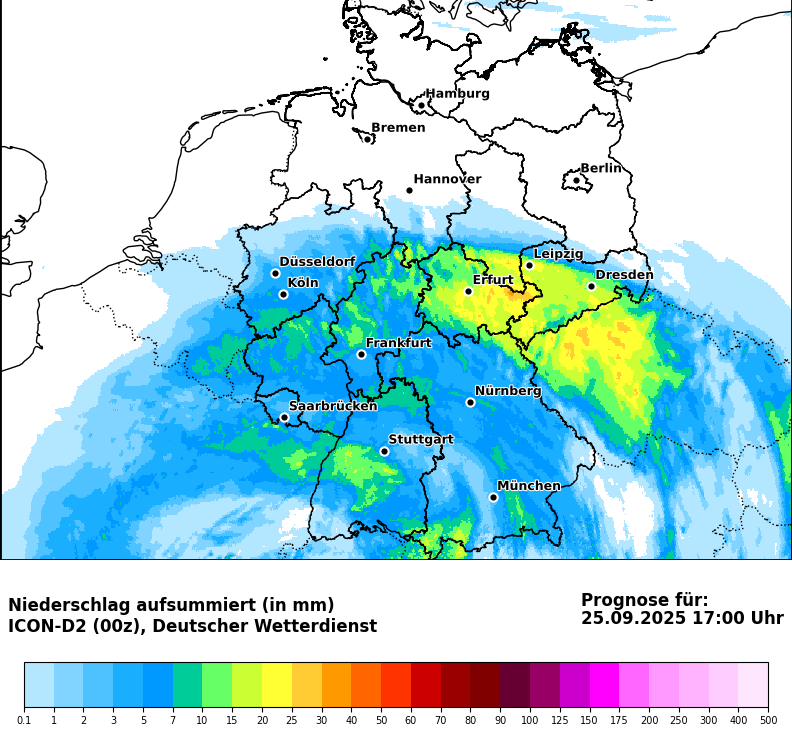 Hamburg
Bremen
Berlin
Hannover
Leipzig
Düsseldorf
Dresden
Köln
Erfurt
Frankfurt
Nürnberg
Saarbrücken
Stuttgart
München
Niederschlag aufsummiert (in mm)
ICON-D2 (00z), Deutscher Wetterdienst
Prognose für:
25.09.2025 17:00 Uhr
0.1 1 2 3 5 7 10 15 20 25 30 40 50 60 70 80 90 100 125 150 175 200 250 300 400 500